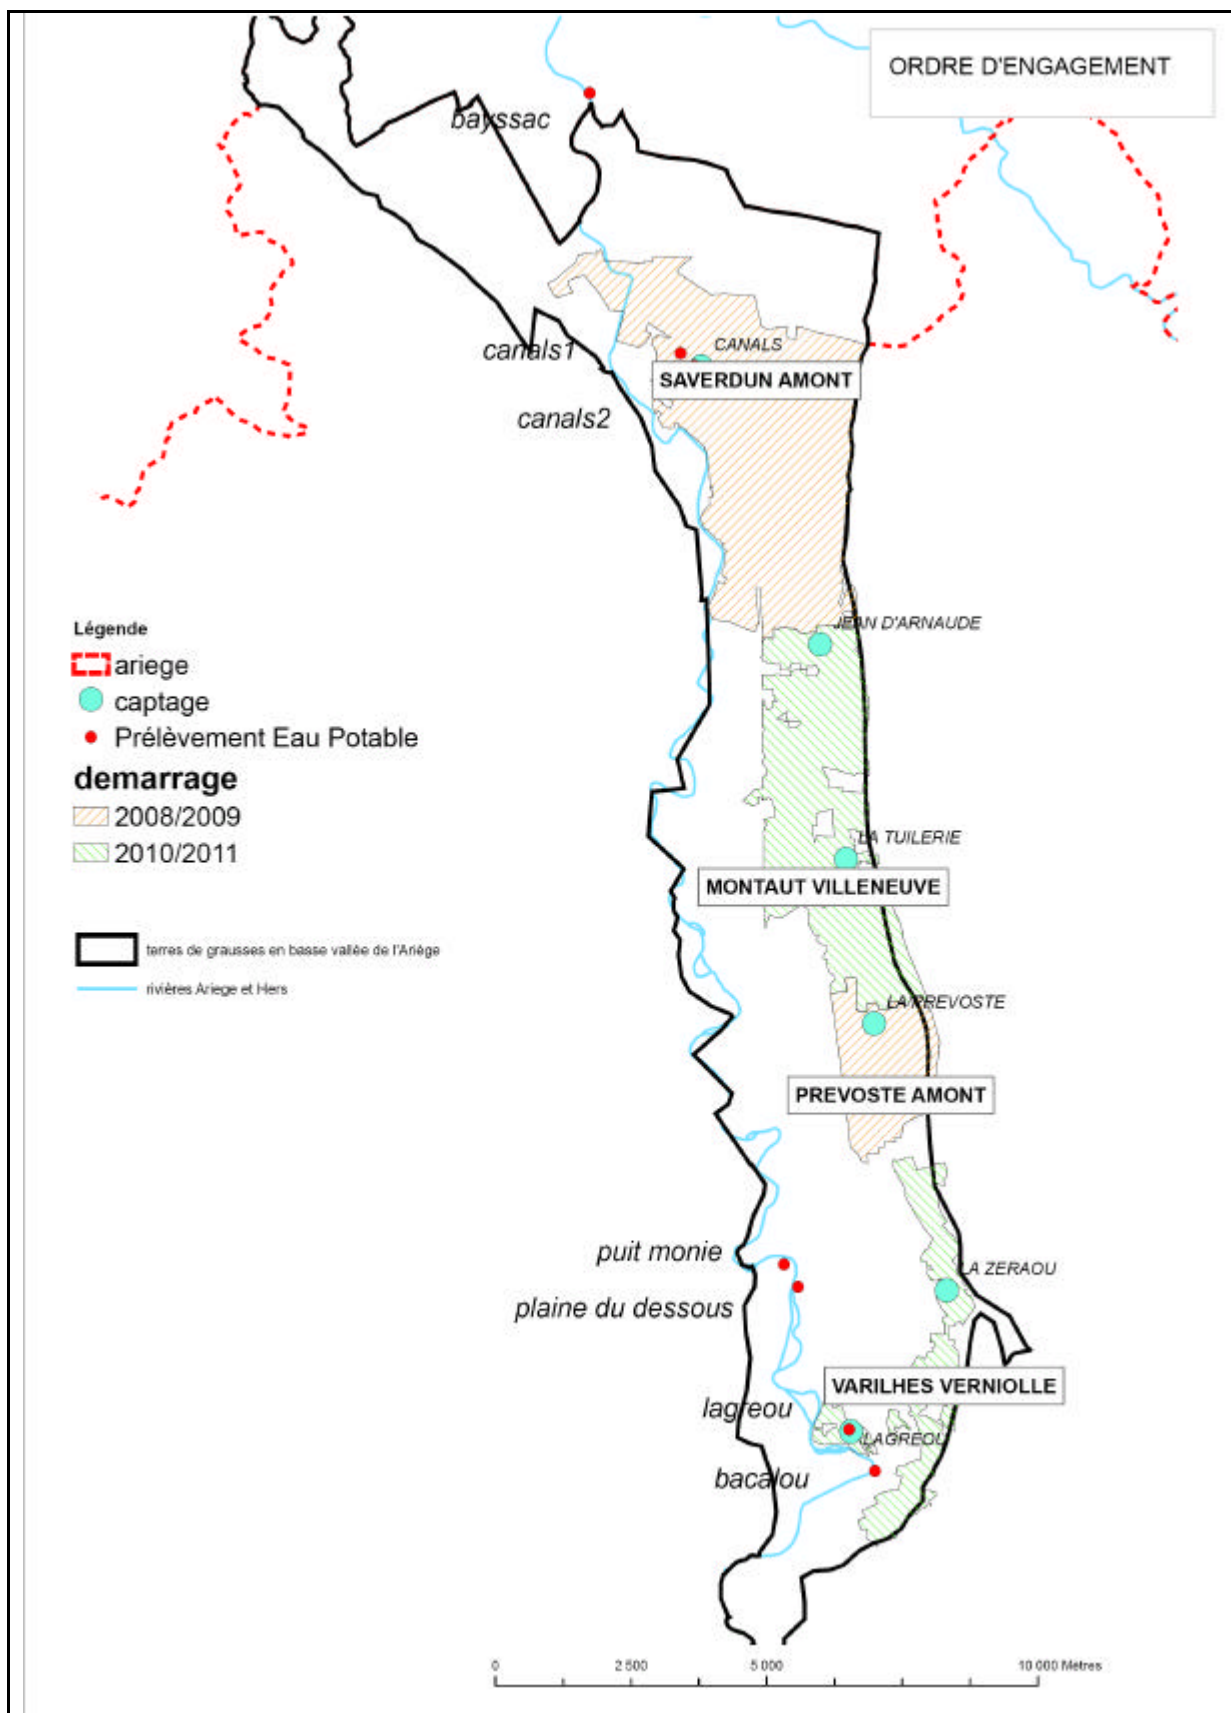 ORDRE D'ENGAGEMENT
bayssac
CANALS
canals1
SAVERDUN AMONT
canals2
JEAN D'ARNAUDE
Légende
ariege
captage
Prélèvement Eau Potable
demarrage
2008/2009
2010/2011
LA TUILERIE
MONTAUT VILLENEUVE
terres de grausses en basse vallée de l'Ariège
rivières Ariege et Hers
LA PREVOSTE
PREVOSTE AMONT
puit monie
LA ZERAOU
plaine du dessous
VARILHES VERNIOLLE
lagreou
LAGREOU
bacalou
0 2 500 5 000 10 000 Mètres